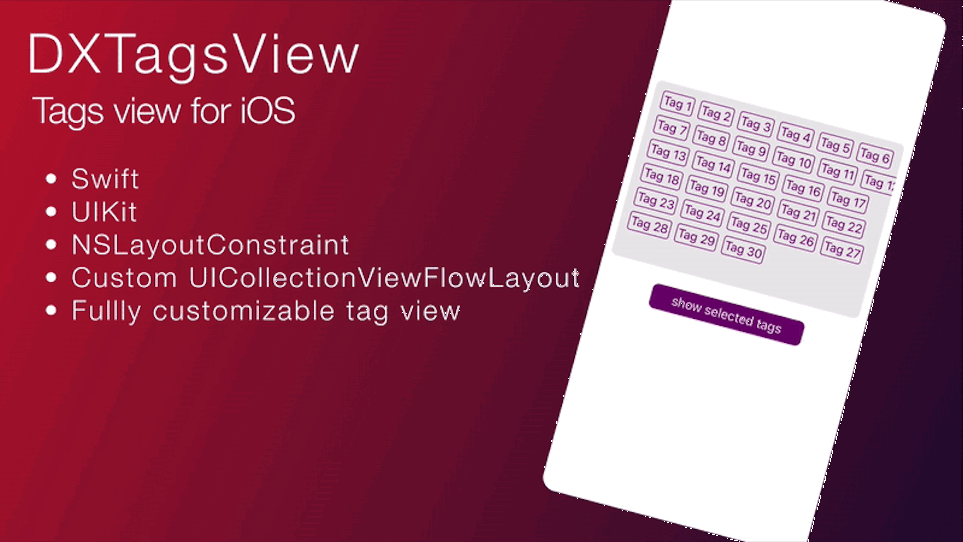 DXTagsView
Tags view for iOS
• Swift
• UIKit
• NSLayoutConstraint
• Custom UICollectionViewFlowLayout
• Fullly customizable tag view
Tag 1 Tag 2 Tag 3 Tag 4 Tag 5 Tag 6
Tag 7 Tag 8 Tag 9 Tag 10 Tag 11 Tag 12
Tag 13 Tag 14 Tag 15 Tag 16 Tag 17
Tag 18 Tag 19 Tag 20 Tag 21 Tag 22
Tag 23 Tag 24 Tag 25 Tag 26 Tag 27
Tag 28 Tag 29 Tag 30
show selected tags